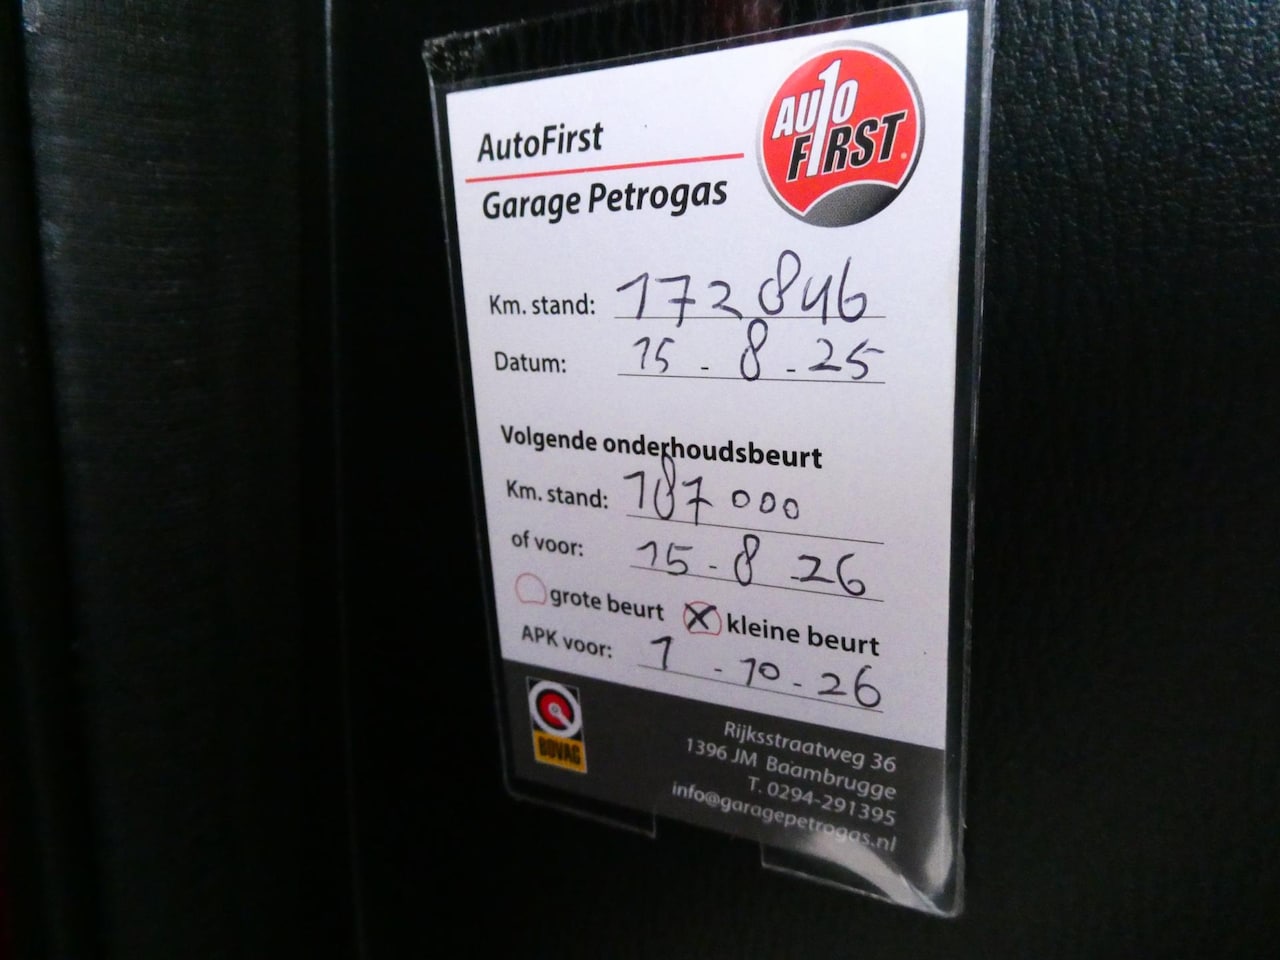 AutoFirst
Garage Petrogas
AUTO
FIRST
Km. stand: 172846
Datum: 15-8-25
Volgende onderhoudsbeurt
Km. stand: 187000
of voor: 15-8-26
grote beurt X kleine beurt
APK voor: 1-10-26
BOVAG
Rijksstraatweg 36
1396 JM Baambrugge
T. 0294-291395
info@garagepetrogas.nl